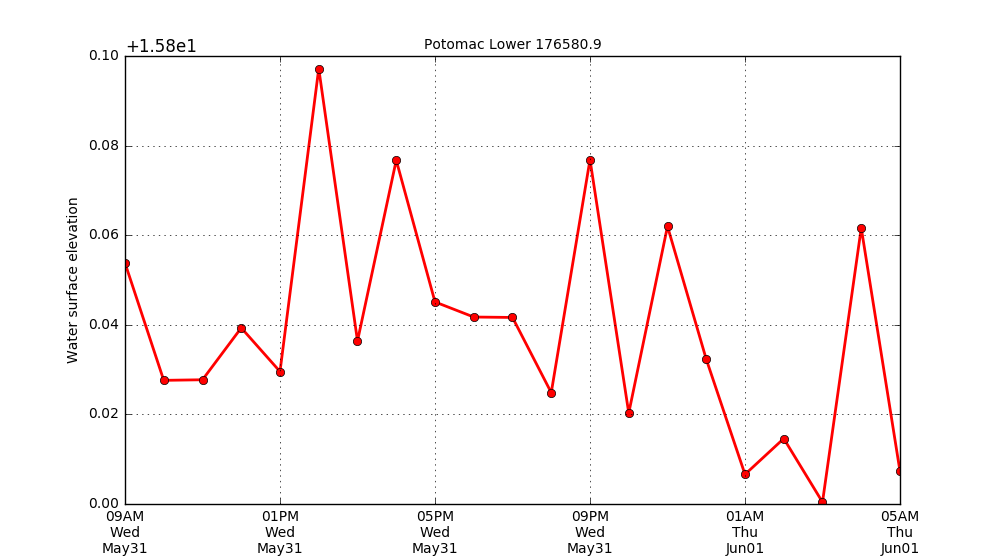 Potomac Lower 176580.9
+1.58e1
0.10
0.08
0.06
0.04
0.02
0.00
Water surface elevation
09AM 01PM 05PM 09PM 01AM 05AM
Wed Wed Wed Wed Thu Thu
May31 May31 May31 May31 Jun01 Jun01